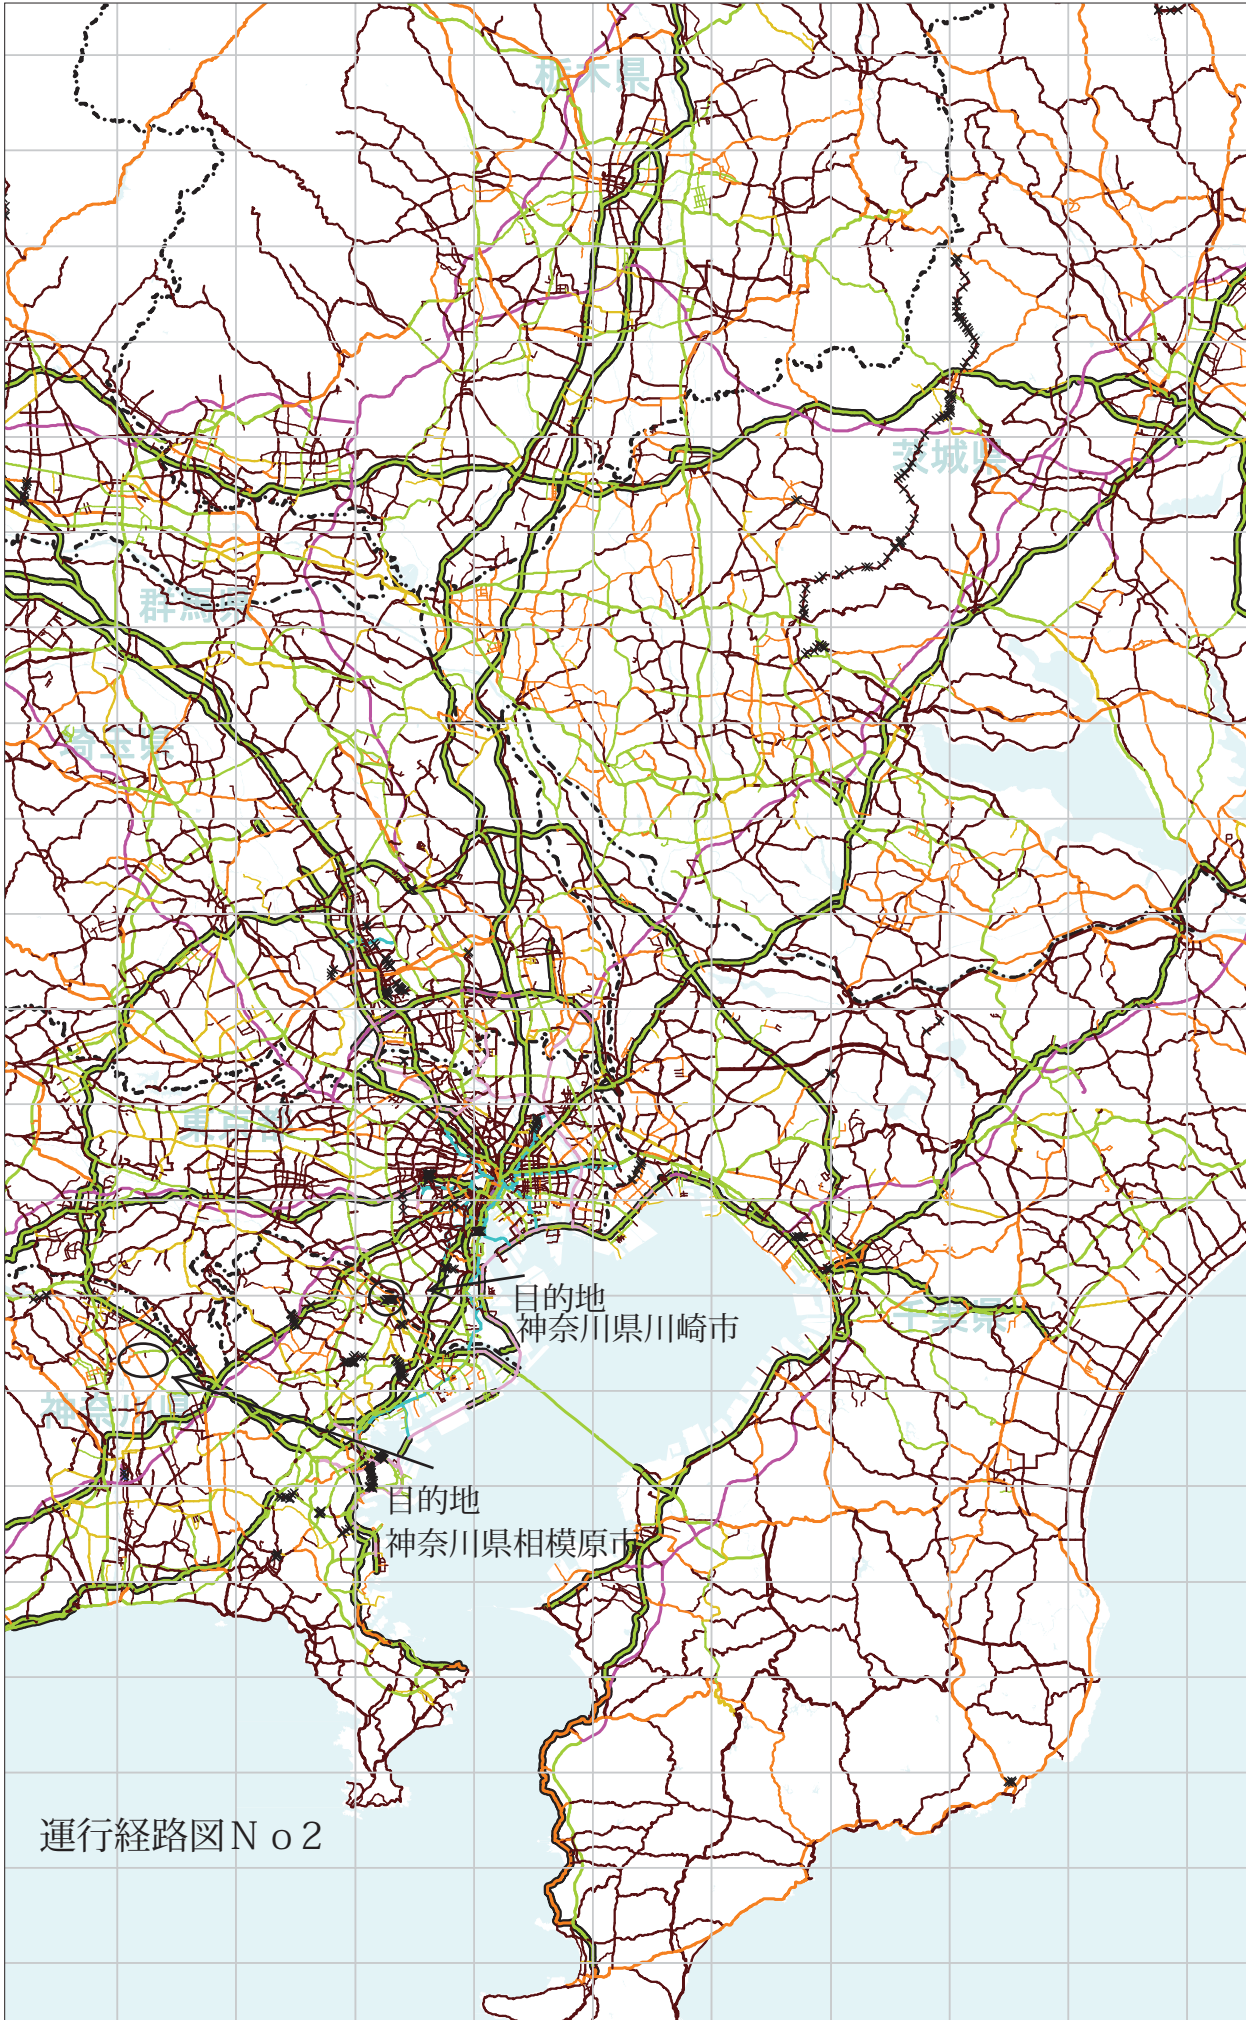 栃木県
茨城県
群馬県
埼玉県
東京都
目的地
神奈川県川崎市
千葉県
神奈川県
目的地
神奈川県相模原市
運行経路図Ｎｏ２